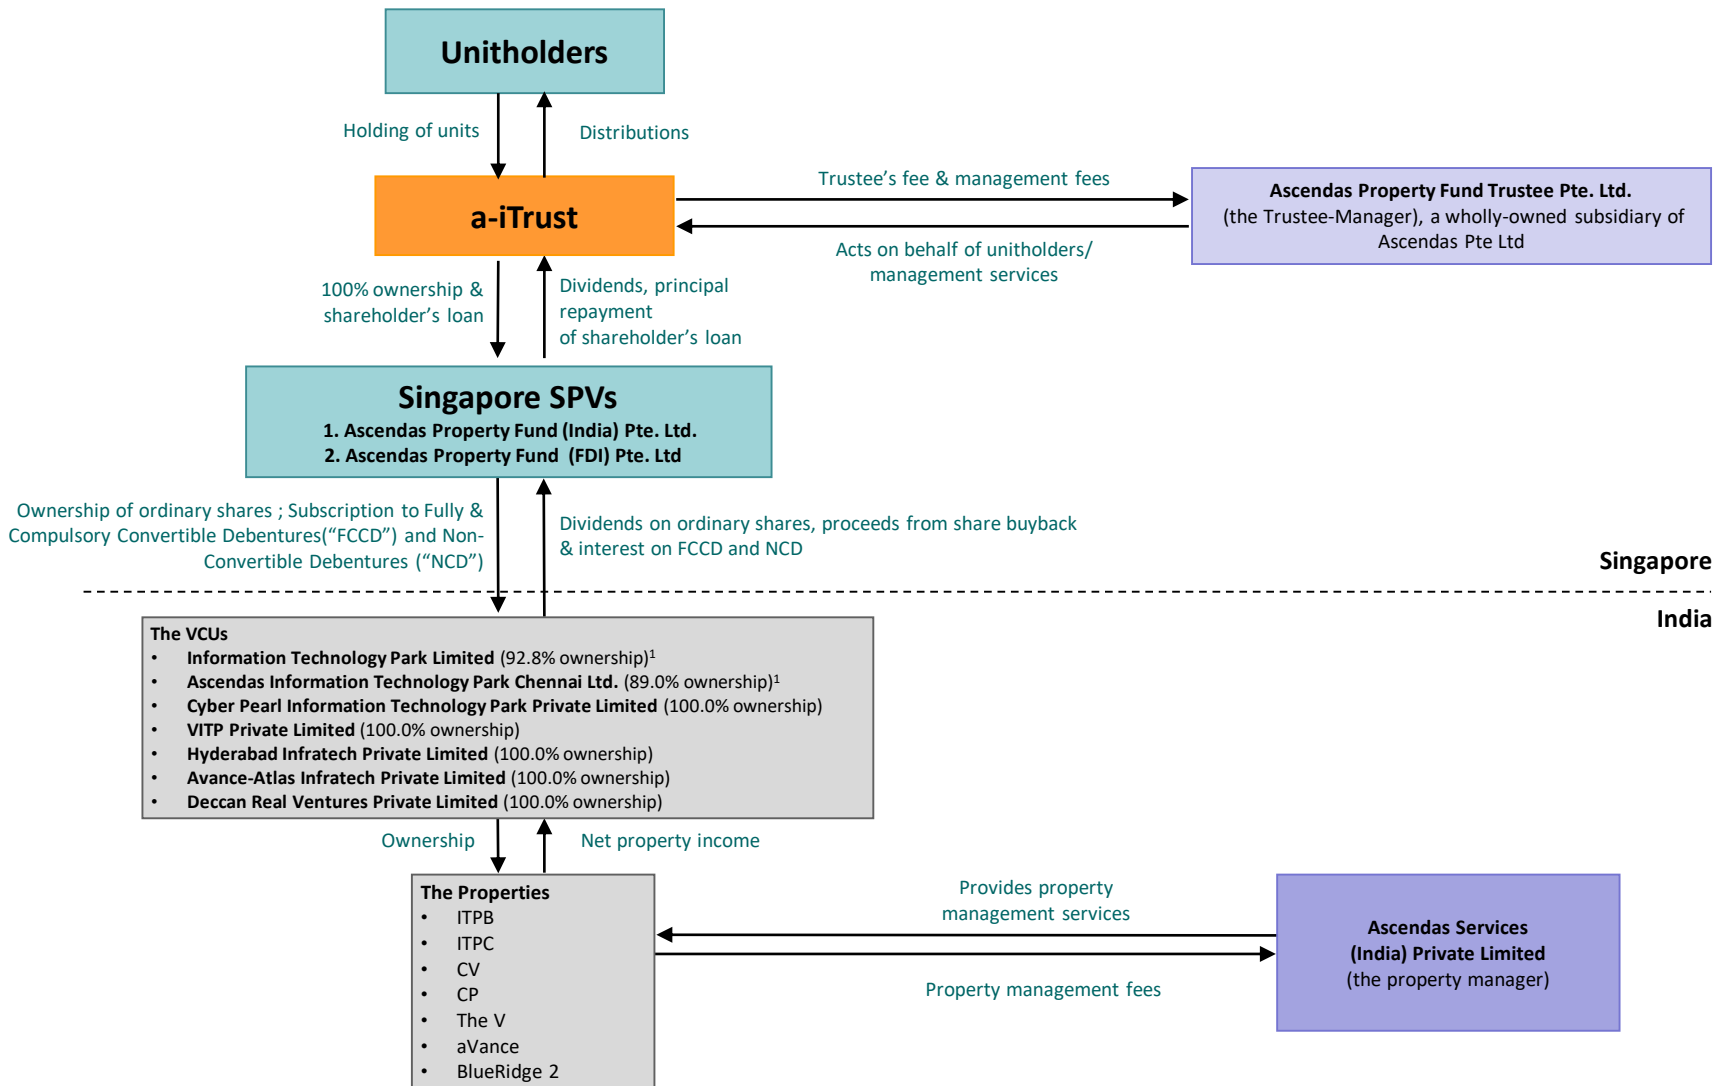 Unitholders
Holding of units
Distributions
a-iTrust
Trustee's fee & management fees
Acts on behalf of unitholders/
management services
Ascendas Property Fund Trustee Pte. Ltd.
(the Trustee-Manager), a wholly-owned subsidiary of
Ascendas Pte Ltd
100% ownership &
shareholder's loan
Dividends, principal
repayment
of shareholder's loan
Singapore SPVs
1. Ascendas Property Fund (India) Pte. Ltd.
2. Ascendas Property Fund (FDI) Pte. Ltd
Ownership of ordinary shares ; Subscription to Fully &
Compulsory Convertible Debentures("FCCD") and Non-
Convertible Debentures ("NCD")
Dividends on ordinary shares, proceeds from share buyback
& interest on FCCD and NCD
Singapore
India
The VCUs
• Information Technology Park Limited (92.8% ownership)¹
• Ascendas Information Technology Park Chennai Ltd. (89.0% ownership)¹
• Cyber Pearl Information Technology Park Private Limited (100.0% ownership)
• VITP Private Limited (100.0% ownership)
• Hyderabad Infratech Private Limited (100.0% ownership)
• Avance-Atlas Infratech Private Limited (100.0% ownership)
• Deccan Real Ventures Private Limited (100.0% ownership)
Ownership
Net property income
The Properties
• ITPB
• ITPC
• CV
• CP
• The V
• aVance
• BlueRidge 2
Provides property
management services
Property management fees
Ascendas Services
(India) Private Limited
(the property manager)